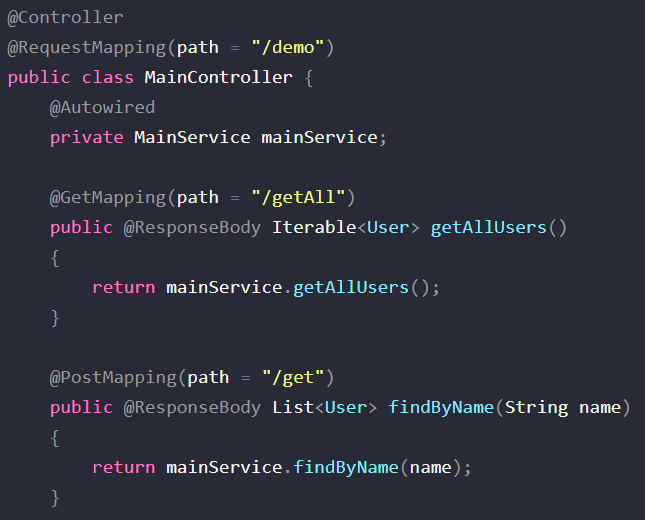 @Controller
@RequestMapping(path = "/demo")
public class MainController {
    @Autowired
    private MainService mainService;

    @GetMapping(path = "/getAll")
    public @ResponseBody Iterable<User> getAllUsers()
    {
        return mainService.getAllUsers();
    }

    @PostMapping(path = "/get")
    public @ResponseBody List<User> findByName(String name)
    {
        return mainService.findByName(name);
    }